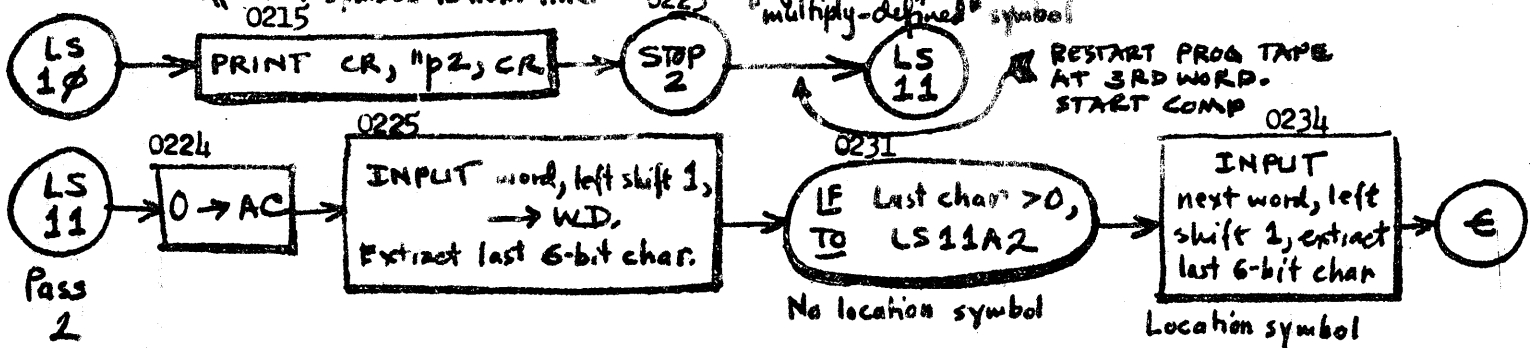 0215
"multiply-defined" symbol
LS
10
PRINT CR, "p2, CR
STOP
2
LS
11
RESTART PROG TAPE
AT 3RD WORD.
START COMP
LS
11
Pass
2
0224
0 → AC
0225
INPUT word, left shift 1,
→ WD.
Extract last 6-bit char.
0231
IF Last char > 0,
TO LS11A2
No location symbol
0234
INPUT
next word, left
shift 1, extract
last 6-bit char
Location symbol
€